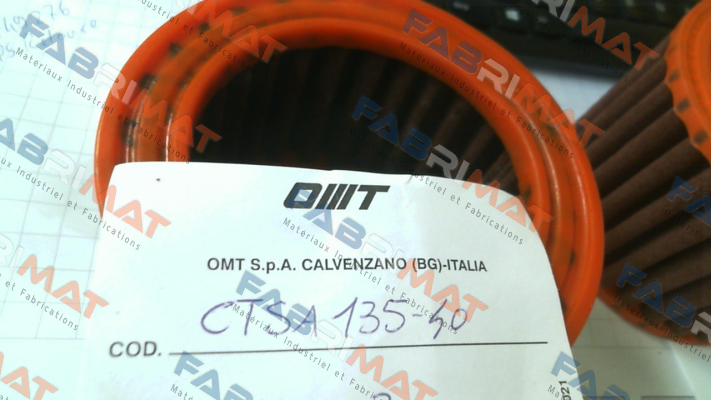 OMT
OMT S.p.A. CALVENZANO (BG)-ITALIA
CTSA 135-40
COD.
FABRIMAT
Materiaux Industriel et Fabrications